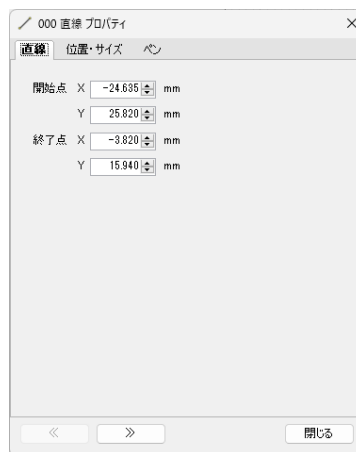 000 直線 プロパティ
直線 位置・サイズ ペン
開始点 X -24.635 mm
Y 25.820 mm
終了点 X -3.820 mm
Y 15.940 mm
≪ ≫ 閉じる